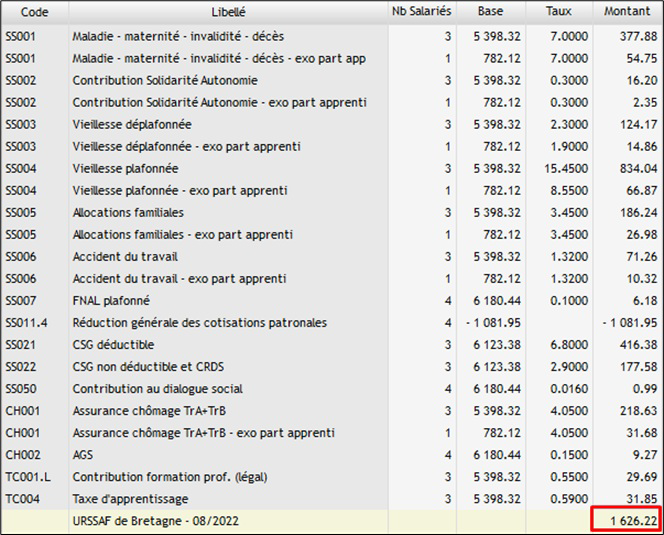 Code Libellé Nb Salariés Base Taux Montant
SS001 Maladie - maternité - invalidité - décès 3 5 398.32 7.0000 377.88
SS001 Maladie - maternité - invalidité - décès - exo part app 1 782.12 7.0000 54.75
SS002 Contribution Solidarité Autonomie 3 5 398.32 0.3000 16.20
SS002 Contribution Solidarité Autonomie - exo part apprenti 1 782.12 0.3000 2.35
SS003 Vieillesse déplafonnée 3 5 398.32 2.3000 124.17
SS003 Vieillesse déplafonnée - exo part apprenti 1 782.12 1.9000 14.86
SS004 Vieillesse plafonnée 3 5 398.32 15.4500 834.04
SS004 Vieillesse plafonnée - exo part apprenti 1 782.12 8.5500 66.87
SS005 Allocations familiales 3 5 398.32 3.4500 186.24
SS005 Allocations familiales - exo part apprenti 1 782.12 3.4500 26.98
SS006 Accident du travail 3 5 398.32 1.3200 71.26
SS006 Accident du travail - exo part apprenti 1 782.12 1.3200 10.32
SS007 FNAL plafonné 4 6 180.44 0.1000 6.18
SS011.4 Réduction générale des cotisations patronales 4 - 1 081.95 - 1 081.95
SS021 CSG déductible 3 6 123.38 6.8000 416.38
SS022 CSG non déductible et CRDS 3 6 123.38 2.9000 177.58
SS050 Contribution au dialogue social 4 6 180.44 0.0160 0.99
CH001 Assurance chômage TrA+TrB 3 5 398.32 4.0500 218.63
CH001 Assurance chômage TrA+TrB - exo part apprenti 1 782.12 4.0500 31.68
CH002 AGS 4 6 180.44 0.1500 9.27
TC001.L Contribution formation prof. (légal) 3 5 398.32 0.5500 29.69
TC004 Taxe d'apprentissage 3 5 398.32 0.5900 31.85
URSSAF de Bretagne - 08/2022 1 626.22